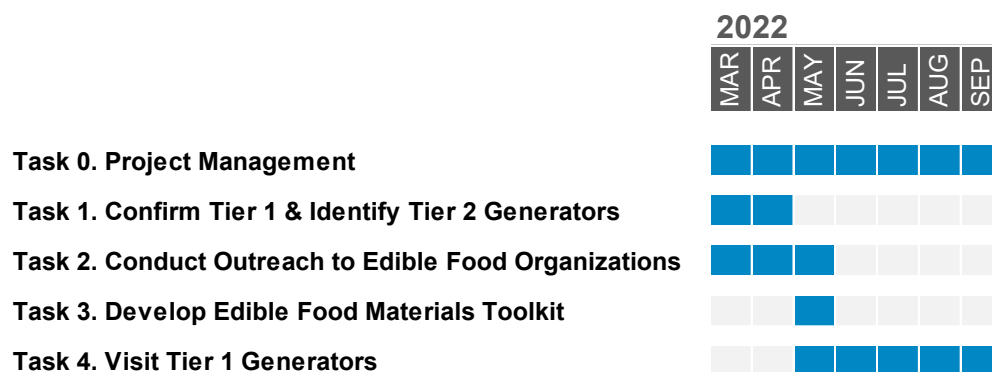 2022
MAR APR MAY JUN JUL AUG SEP
Task 0. Project Management
Task 1. Confirm Tier 1 & Identify Tier 2 Generators
Task 2. Conduct Outreach to Edible Food Organizations
Task 3. Develop Edible Food Materials Toolkit
Task 4. Visit Tier 1 Generators